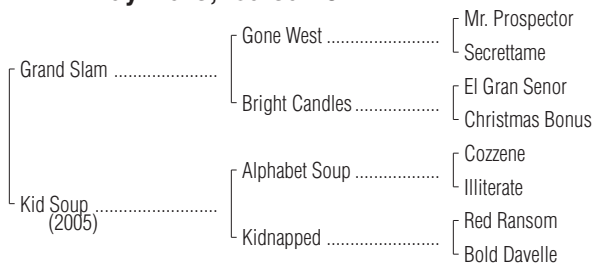 Mr. Prospector
Gone West ........................
Secrettame
Grand Slam ......................
El Gran Senor
Bright Candles ..................
Christmas Bonus
Cozzene
Alphabet Soup ..................
Illiterate
Kid Soup ..........................
(2005)
Red Ransom
Kidnapped ........................
Bold Davelle